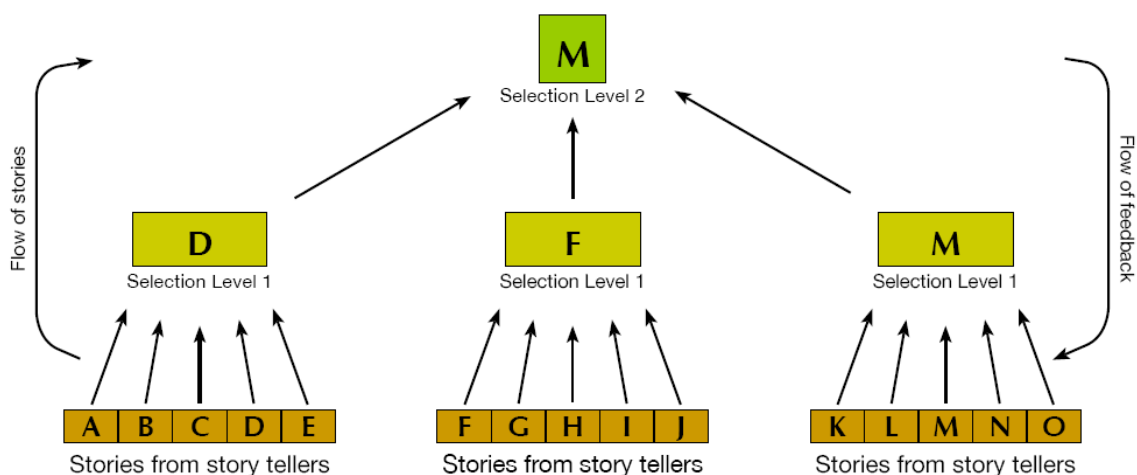 M
Selection Level 2
Flow of stories
Flow of feedback
D
F
M
Selection Level 1
Selection Level 1
Selection Level 1
A B C D E
F G H I J
K L M N O
Stories from story tellers
Stories from story tellers
Stories from story tellers